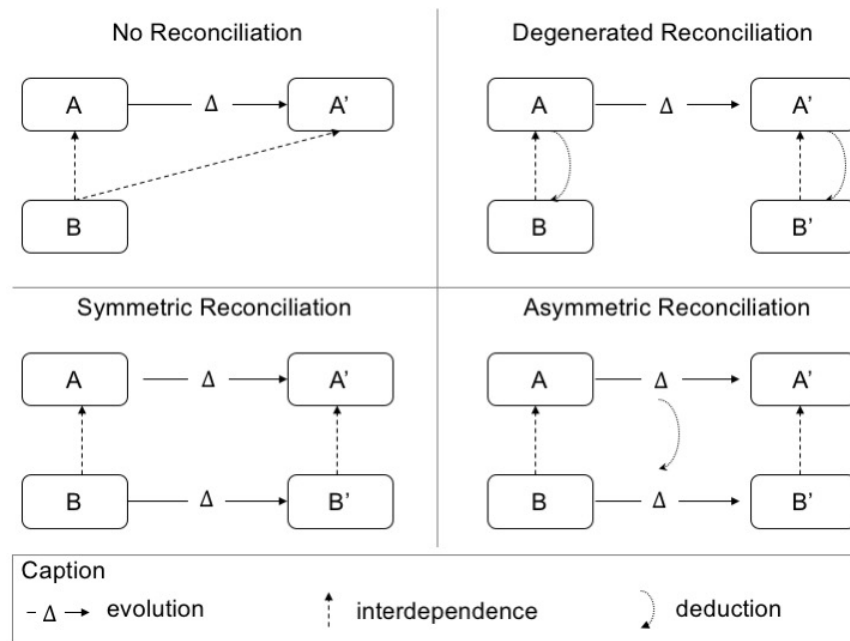 No Reconciliation
A Δ A'
B
Degenerated Reconciliation
A Δ A'
B B'
Symmetric Reconciliation
A Δ A'
B Δ B'
Asymmetric Reconciliation
A Δ A'
Δ
B Δ B'
Caption
– Δ → evolution interdependence deduction